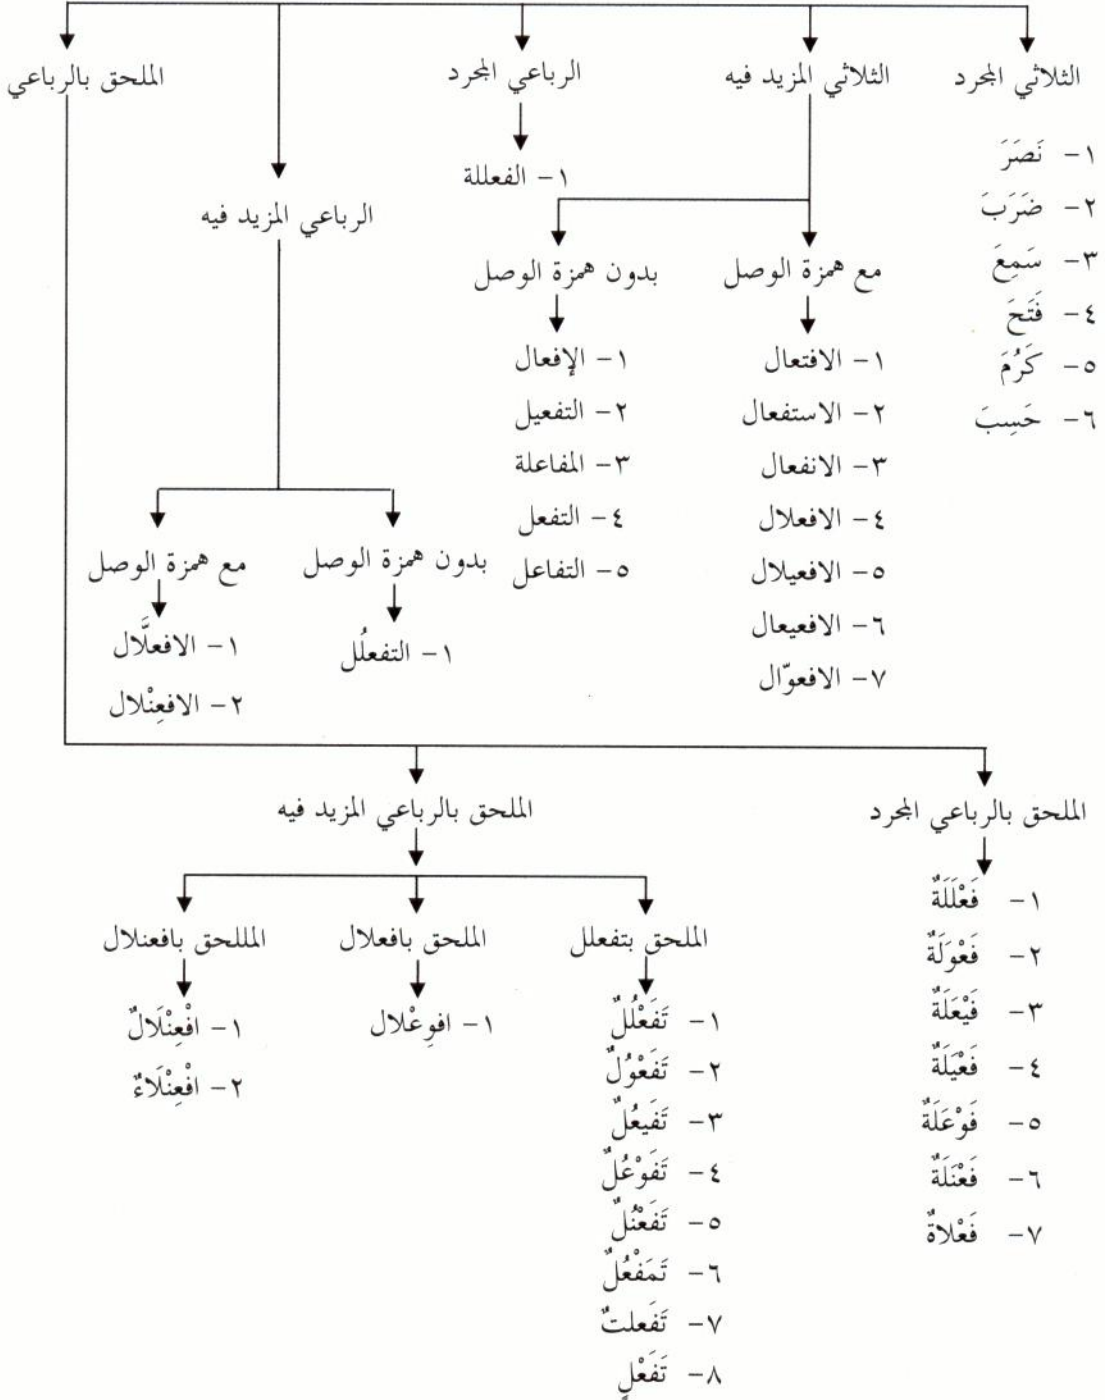 الثلاثي المجرد
١- نَصَرَ
٢- ضَرَبَ
٣- سَمِعَ
٤- فَتَحَ
٥- كَرُمَ
٦- حَسِبَ
الثلاثي المزيد فيه
مع همزة الوصل
١- الافتعال
٢- الاستفعال
٣- الانفعال
٤- الافعلال
٥- الافعيلال
٦- الافعيعال
٧- الافعوّال
بدون همزة الوصل
١- الإفعال
٢- التفعيل
٣- المفاعلة
٤- التفعل
٥- التفاعل
الرباعي المجرد
١- الفعللة
الرباعي المزيد فيه
بدون همزة الوصل
١- التفعلُل
مع همزة الوصل
١- الافعلَّال
٢- الافعِنْلال
الملحق بالرباعي
الملحق بالرباعي المجرد
١- فَعْلَلَةٌ
٢- فَعْوَلَةٌ
٣- فَيْعَلَةٌ
٤- فَعْيَلَةٌ
٥- فَوْعَلَةٌ
٦- فَعْنَلَةٌ
٧- فَعْلاةٌ
الملحق بالرباعي المزيد فيه
الملحق بتفعلل
١- تَفَعْلُلٌ
٢- تَفَعْوُلٌ
٣- تَفَيعُلٌ
٤- تَفَوْعُلٌ
٥- تَفَعْنُلٌ
٦- تَمَفْعُلٌ
٧- تَفَعلتٌ
٨- تَفَعْلٍ
الملحق بافعلال
١- افوِعْلال
المللحق بافعنلال
١- افْعِنْلَالٌ
٢- افْعِنْلَاءٌ